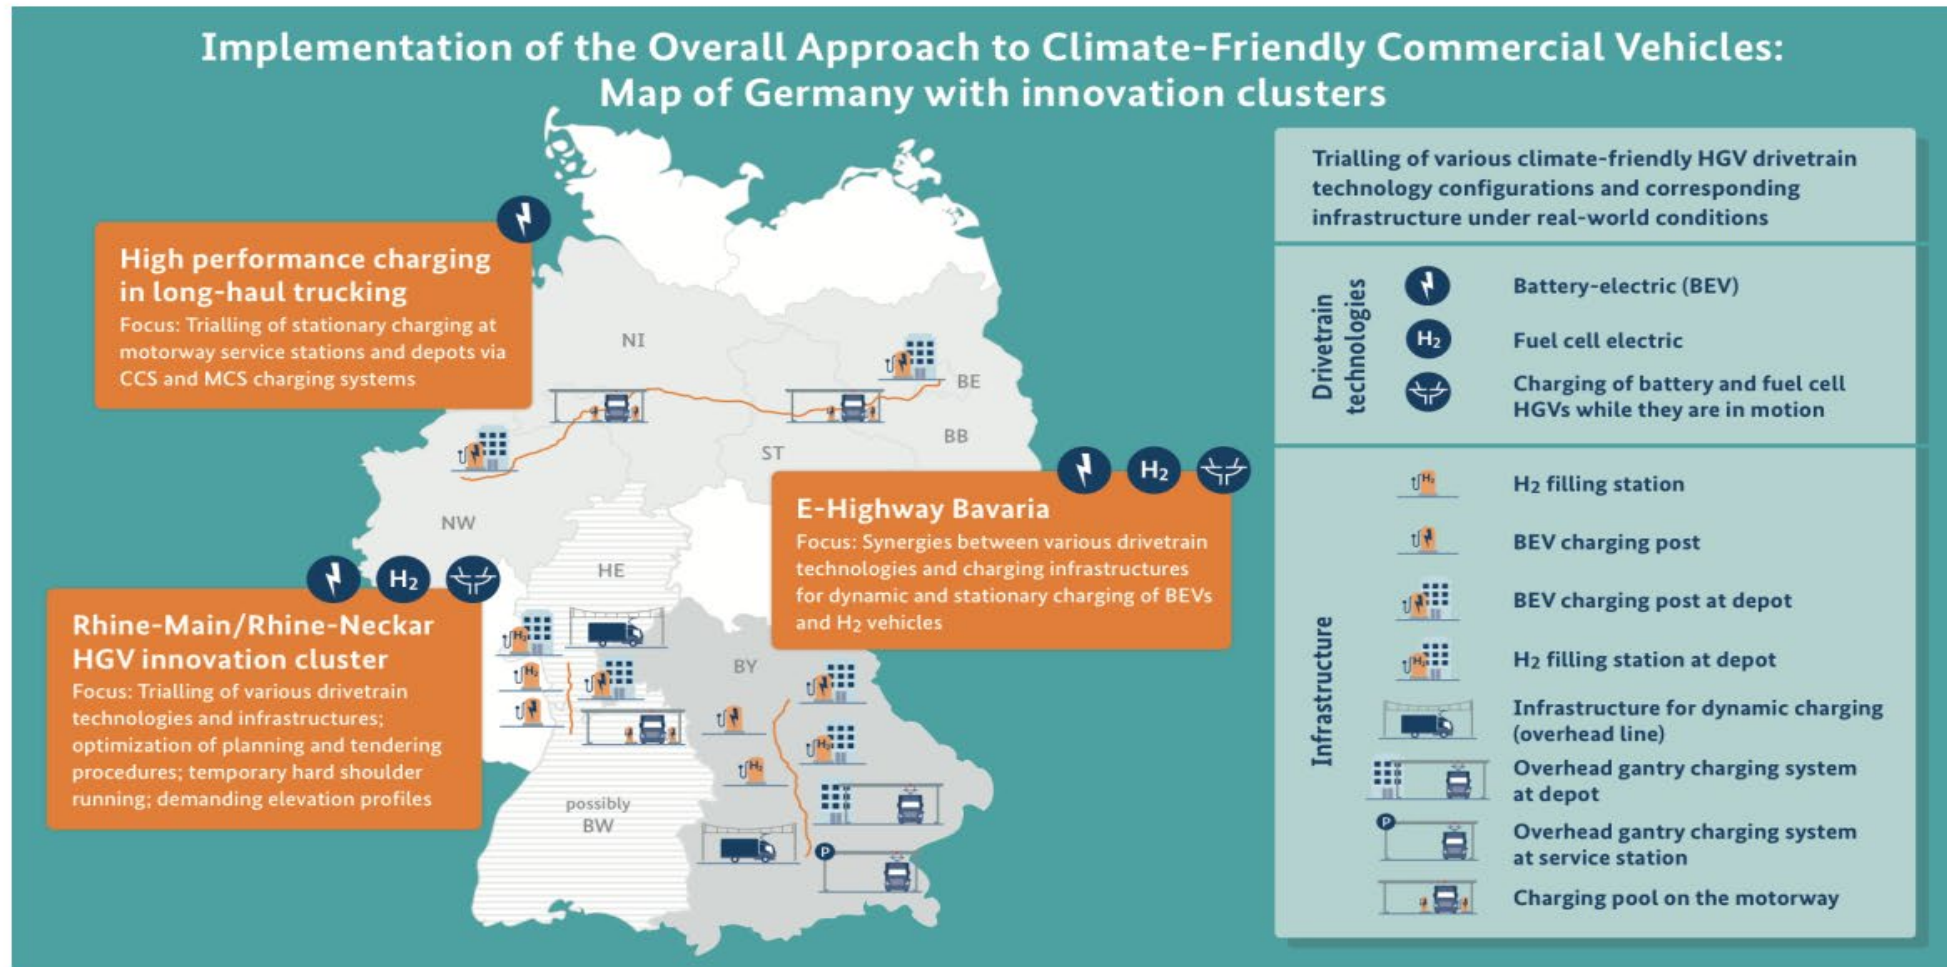 Implementation of the Overall Approach to Climate-Friendly Commercial Vehicles:
Map of Germany with innovation clusters
High performance charging
in long-haul trucking
Focus: Trialling of stationary charging at
motorway service stations and depots via
CCS and MCS charging systems
NI
BE
BB
ST
NW
HE
BY
possibly
BW
E-Highway Bavaria
Focus: Synergies between various drivetrain
technologies and charging infrastructures
for dynamic and stationary charging of BEVs
and H2 vehicles
H2
Rhine-Main/Rhine-Neckar
HGV innovation cluster
Focus: Trialling of various drivetrain
technologies and infrastructures;
optimization of planning and tendering
procedures; temporary hard shoulder
running; demanding elevation profiles
H2
H2
H2
H2
H2
P
Trialling of various climate-friendly HGV drivetrain
technology configurations and corresponding
infrastructure under real-world conditions
Drivetrain
technologies
Battery-electric (BEV)
H2
Fuel cell electric
Charging of battery and fuel cell
HGVs while they are in motion
Infrastructure
H2
H2 filling station
BEV charging post
BEV charging post at depot
H2
H2 filling station at depot
Infrastructure for dynamic charging
(overhead line)
Overhead gantry charging system
at depot
P
Overhead gantry charging system
at service station
Charging pool on the motorway